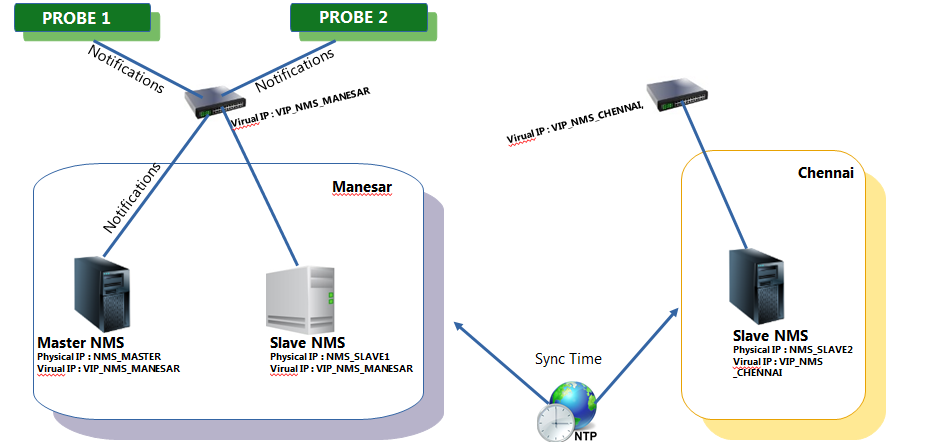 PROBE 1
PROBE 2
Notifications
Notifications
Virual IP : VIP_NMS_MANESAR
Virual IP : VIP_NMS_CHENNAI,
Notifications
Manesar
Chennai
Master NMS
Physical IP : NMS_MASTER
Virual IP : VIP_NMS_MANESAR
Slave NMS
Physical IP : NMS_SLAVE1
Virual IP : VIP_NMS_MANESAR
Slave NMS
Physical IP : NMS_SLAVE2
Virual IP : VIP_NMS
_CHENNAI
Sync Time
NTP